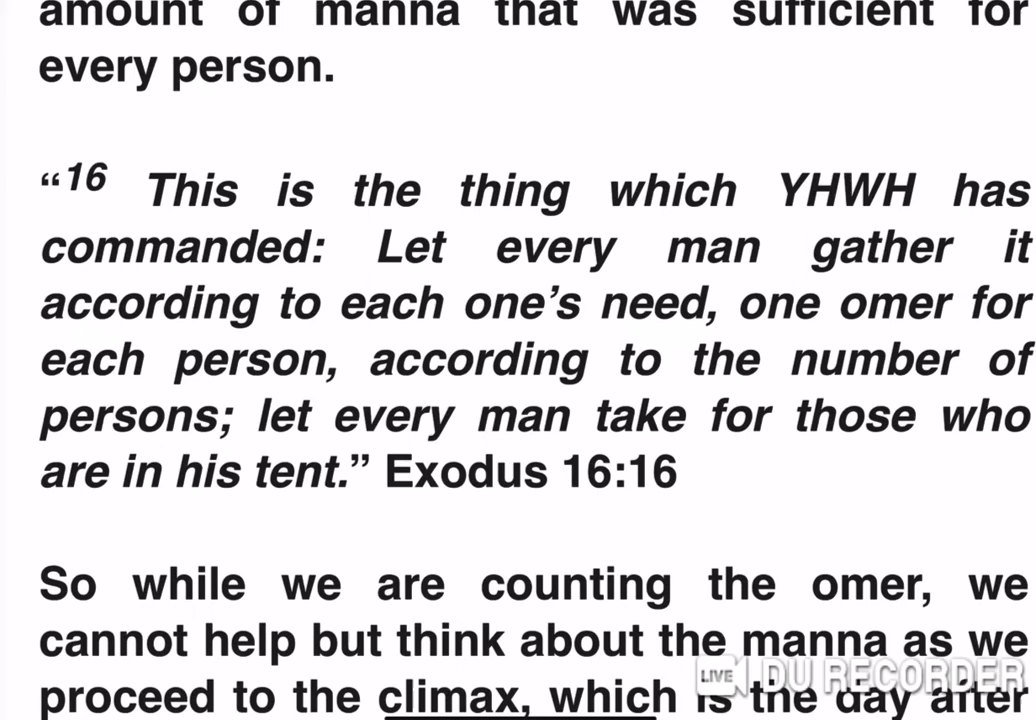 amount of manna that was sufficient for
every person.
“16 This is the thing which YHWH has
commanded: Let every man gather it
according to each one’s need, one omer for
each person, according to the number of
persons; let every man take for those who
are in his tent.” Exodus 16:16
So while we are counting the omer, we
cannot help but think about the manna as we
proceed to the climax, which is the day after
LIVE DU RECORDER